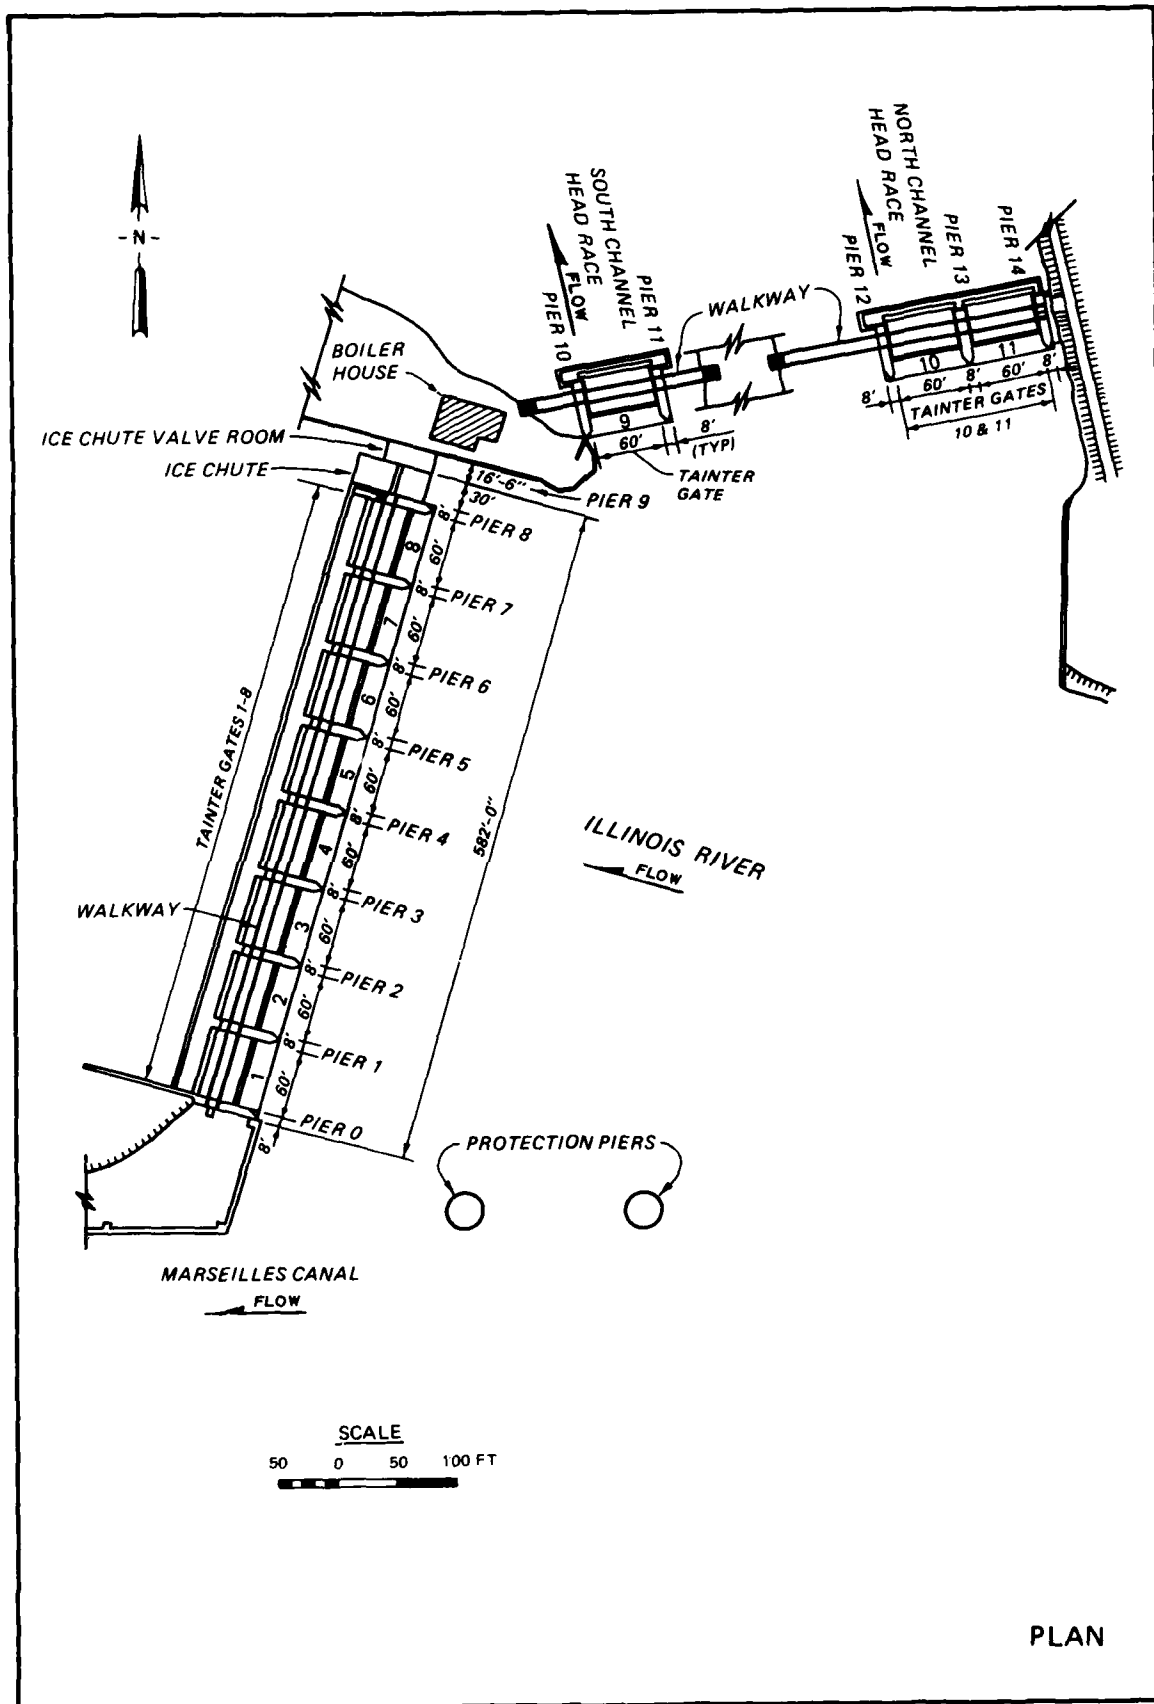 -N-
NORTH CHANNEL
HEAD RACE
FLOW
PIER 12
PIER 13
PIER 14
SOUTH CHANNEL
HEAD RACE
FLOW
PIER 10
PIER 11
WALKWAY
BOILER
HOUSE
10
11
8'
60'
8'
60'
8'
TAINTER GATES
10 & 11
9
60'
8'
(TYP)
TAINTER
GATE
ICE CHUTE VALVE ROOM
ICE CHUTE
16'-6"
30'
PIER 9
8'
PIER 8
8
60'
8'
PIER 7
7
60'
8'
PIER 6
6
60'
8'
PIER 5
5
60'
8'
PIER 4
4
60'
8'
PIER 3
3
60'
8'
PIER 2
2
60'
8'
PIER 1
1
60'
PIER 0
8'
TAINTER GATES 1-8
582'-0"
WALKWAY
ILLINOIS RIVER
FLOW
PROTECTION PIERS
MARSEILLES CANAL
FLOW
SCALE
50 0 50 100 FT
PLAN